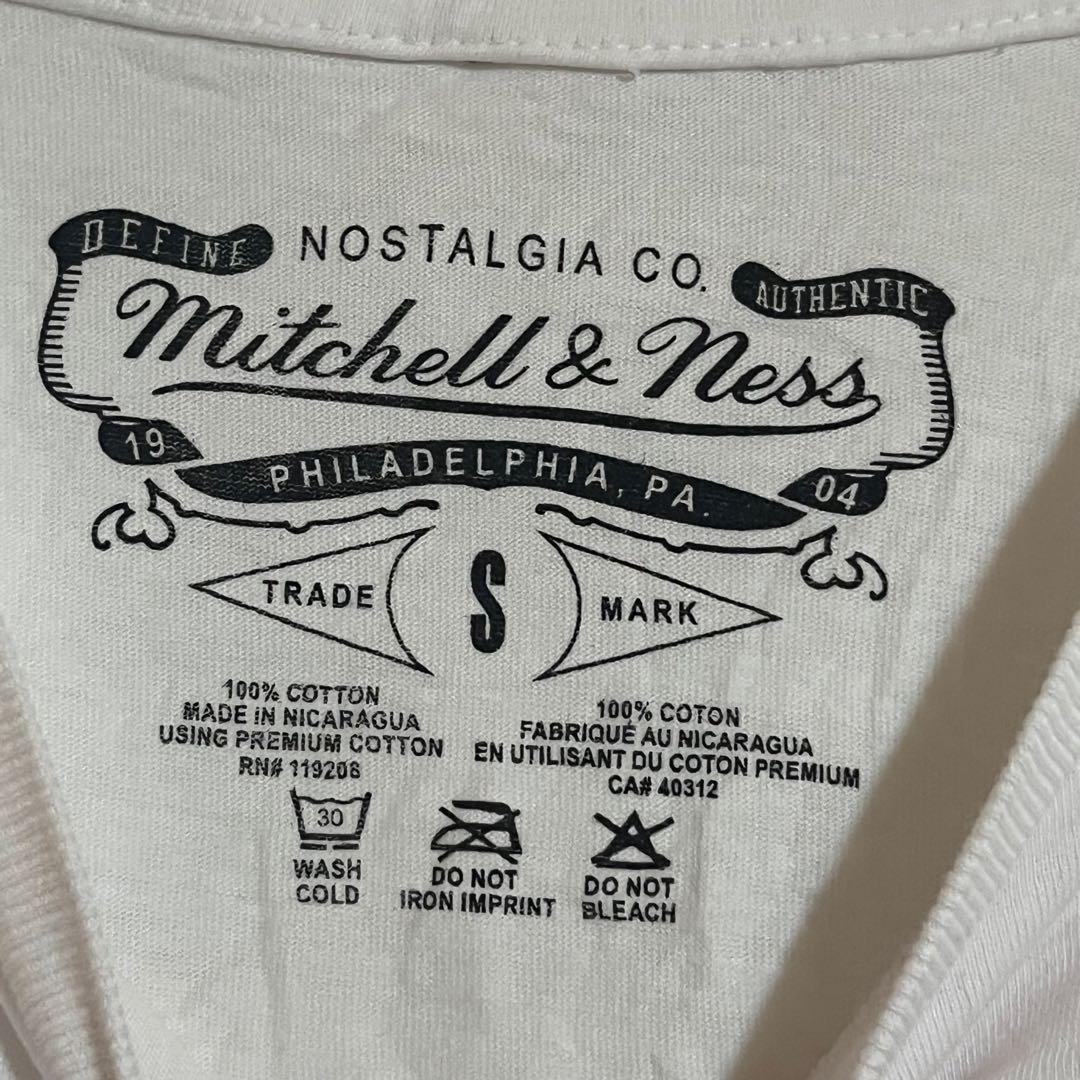 DEFINE NOSTALGIA CO. AUTHENTIC
Mitchell & Ness
19 PHILADELPHIA, PA. 04
TRADE S MARK
100% COTTON
MADE IN NICARAGUA
USING PREMIUM COTTON
RN# 119208
100% COTON
FABRIQUÉ AU NICARAGUA
EN UTILISANT DU COTON PREMIUM
CA# 40312
30
WASH
COLD
DO NOT
IRON IMPRINT
DO NOT
BLEACH